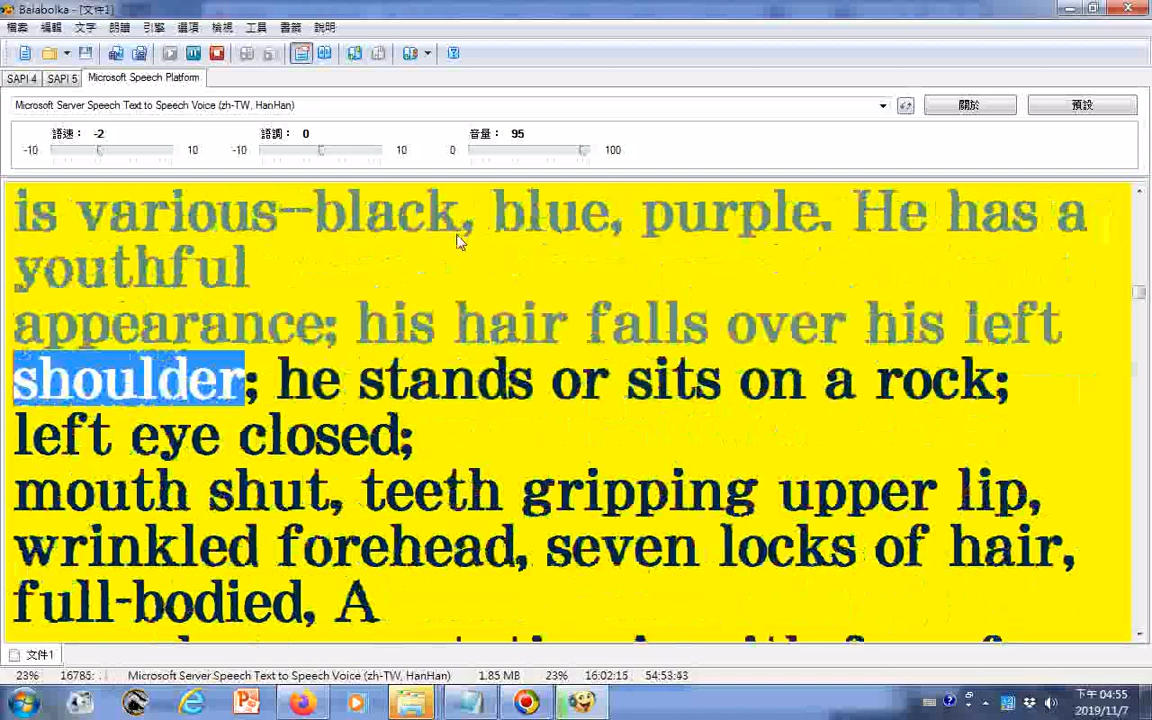 Balabolka - [文件1]
檔案 編輯 文字 朗讀 引擎 選項 檢視 工具 書籤 說明
SAPI 4 SAPI 5 Microsoft Speech Platform
Microsoft Server Speech Text to Speech Voice (zh-TW, HanHan) 關於 預設
語速： -2 語調： 0 音量： 95
-10 10 -10 10 0 100
is various--black, blue, purple. He has a
youthful
appearance; his hair falls over his left
shoulder; he stands or sits on a rock;
left eye closed;
mouth shut, teeth gripping upper lip,
wrinkled forehead, seven locks of hair,
full-bodied, A
文件1
23% 16785: Microsoft Server Speech Text to Speech Voice (zh-TW, HanHan) 1.85 MB 23% 16:02:15 54:53:43
下午 04:55
2019/11/7